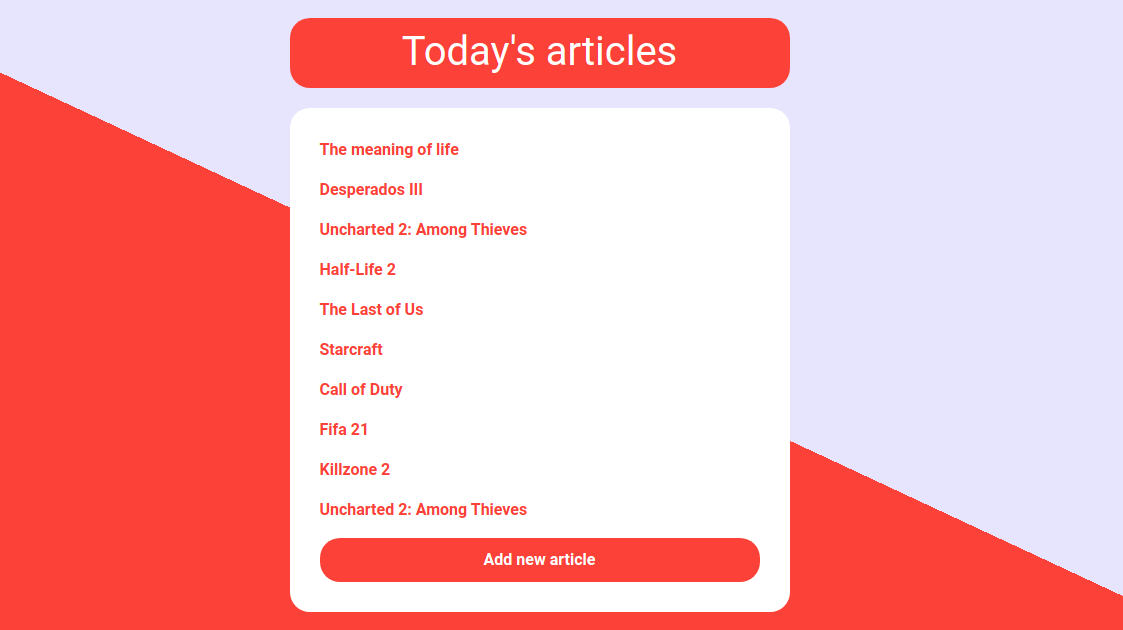 Today's articles
The meaning of life
Desperados III
Uncharted 2: Among Thieves
Half-Life 2
The Last of Us
Starcraft
Call of Duty
Fifa 21
Killzone 2
Uncharted 2: Among Thieves
Add new article